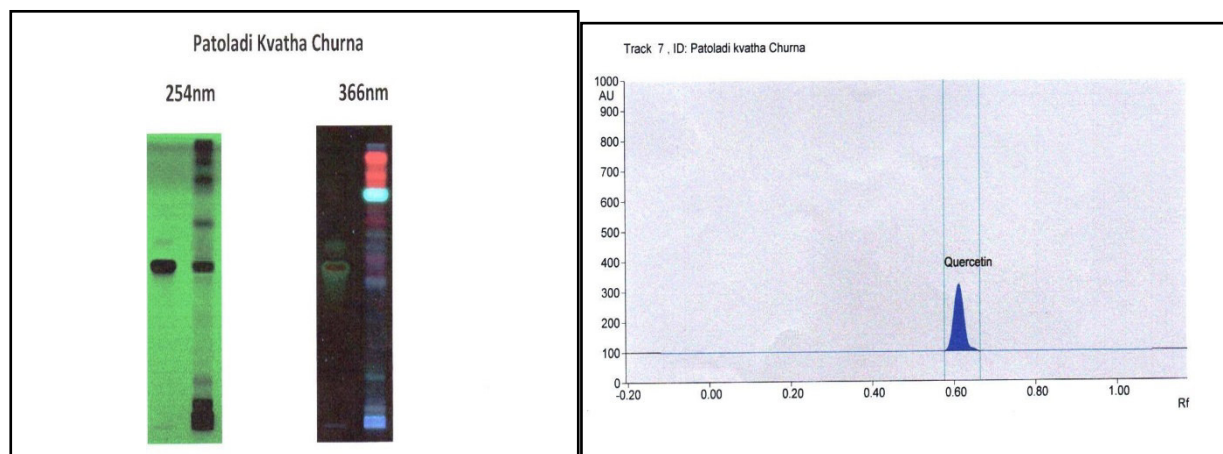 Patoladi Kvatha Churna
254nm
366nm
Track 7 , ID: Patoladi kvatha Churna
1000
AU
900
800
700
600
500
400
Quercetin
300
200
100
0
-0.20
0.00
0.20
0.40
0.60
0.80
1.00
Rf